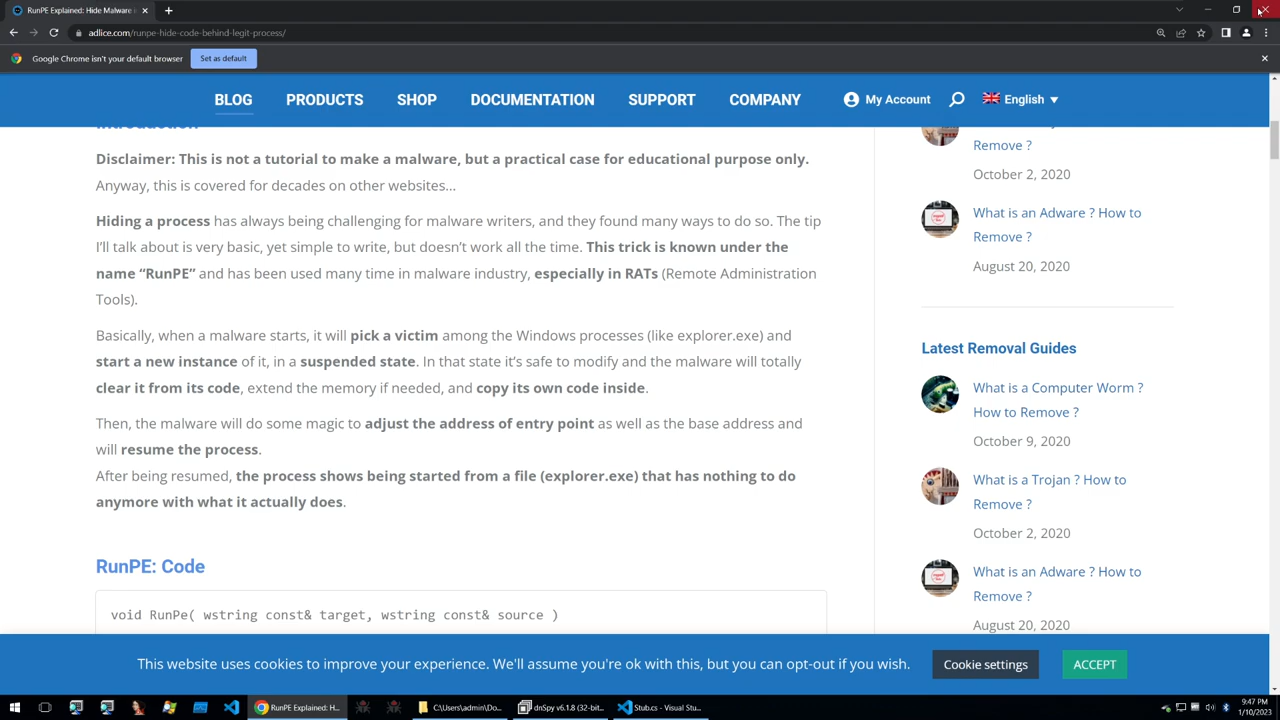 RunPE Explained: Hide Malware
adlice.com/runpe-hide-code-behind-legit-process/
Google Chrome isn't your default browser
Set as default
BLOG
PRODUCTS
SHOP
DOCUMENTATION
SUPPORT
COMPANY
My Account
English
Introduction
Disclaimer: This is not a tutorial to make a malware, but a practical case for educational purpose only.
Anyway, this is covered for decades on other websites…
Hiding a process has always being challenging for malware writers, and they found many ways to do so. The tip
I'll talk about is very basic, yet simple to write, but doesn't work all the time. This trick is known under the
name “RunPE” and has been used many time in malware industry, especially in RATs (Remote Administration
Tools).
Basically, when a malware starts, it will pick a victim among the Windows processes (like explorer.exe) and
start a new instance of it, in a suspended state. In that state it's safe to modify and the malware will totally
clear it from its code, extend the memory if needed, and copy its own code inside.
Then, the malware will do some magic to adjust the address of entry point as well as the base address and
will resume the process.
After being resumed, the process shows being started from a file (explorer.exe) that has nothing to do
anymore with what it actually does.
RunPE: Code
void RunPe( wstring const& target, wstring const& source )
Remove ?
October 2, 2020
What is an Adware ? How to
Remove ?
August 20, 2020
Latest Removal Guides
What is a Computer Worm ?
How to Remove ?
October 9, 2020
What is a Trojan ? How to
Remove ?
October 2, 2020
What is an Adware ? How to
Remove ?
August 20, 2020
This website uses cookies to improve your experience. We'll assume you're ok with this, but you can opt-out if you wish.
Cookie settings
ACCEPT
RunPE Explained: H...
C:\Users\admin\Do...
dnSpy v6.1.8 (32-bit...
Stub.cs - Visual Stu...
9:47 PM
1/10/2023